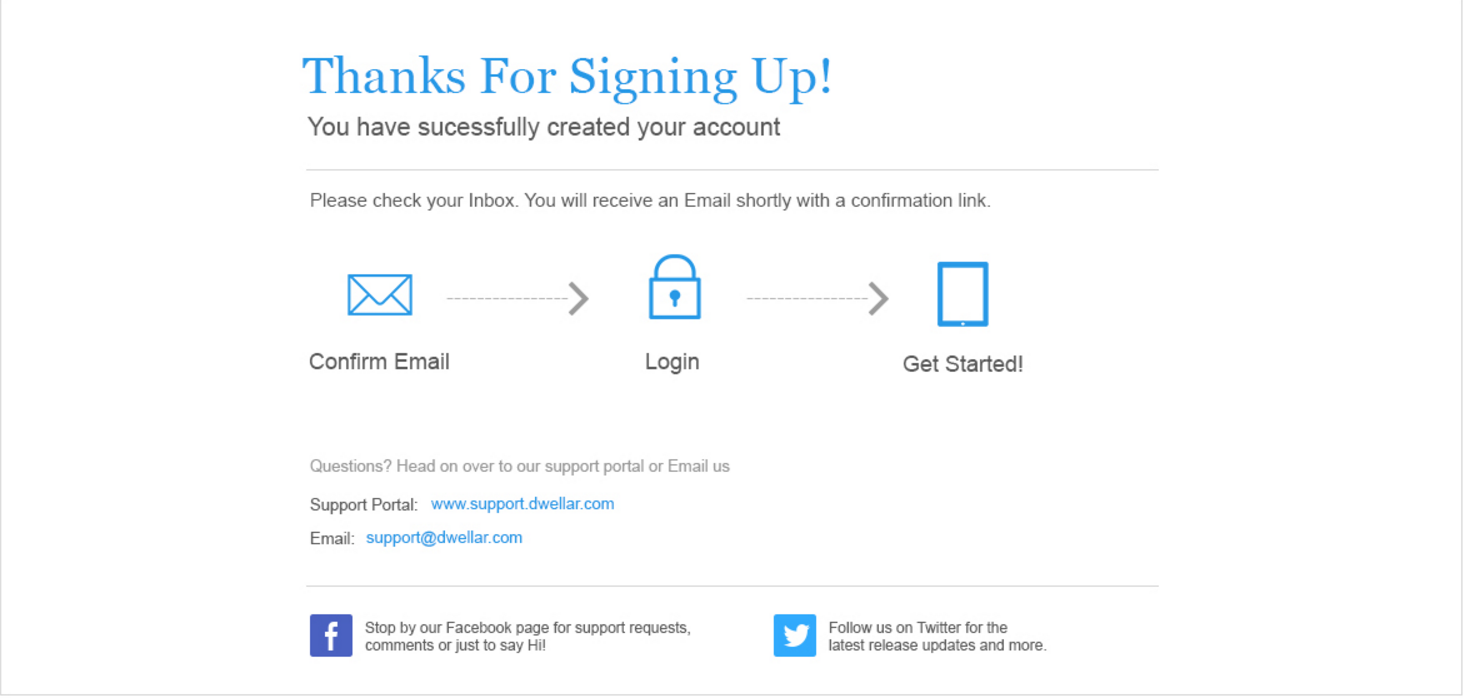 Thanks For Signing Up!
You have sucessfully created your account
Please check your Inbox. You will receive an Email shortly with a confirmation link.
Confirm Email
Login
Get Started!
Questions? Head on over to our support portal or Email us
Support Portal: www.support.dwellar.com
Email: support@dwellar.com
Stop by our Facebook page for support requests,
comments or just to say Hi!
Follow us on Twitter for the
latest release updates and more.